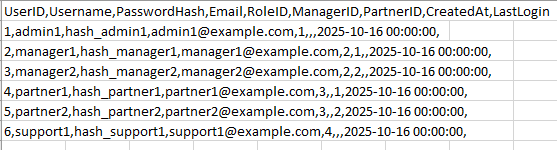 UserID,Username,PasswordHash,Email,RoleID,ManagerID,PartnerID,CreatedAt,LastLogin
1,admin1,hash_admin1,admin1@example.com,1,,,2025-10-16 00:00:00,
2,manager1,hash_manager1,manager1@example.com,2,1,,2025-10-16 00:00:00,
3,manager2,hash_manager2,manager2@example.com,2,2,,2025-10-16 00:00:00,
4,partner1,hash_partner1,partner1@example.com,3,,1,2025-10-16 00:00:00,
5,partner2,hash_partner2,partner2@example.com,3,,2,2025-10-16 00:00:00,
6,support1,hash_support1,support1@example.com,4,,,2025-10-16 00:00:00,